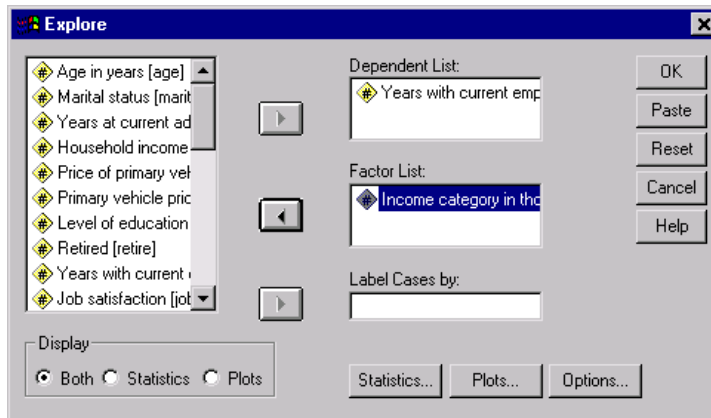 Explore
Age in years [age]
Marital status [marit
Years at current ad
Household income
Price of primary veh
Primary vehicle pric
Level of education
Retired [retire]
Years with current
Job satisfaction [jot
Dependent List:
Years with current emp
Factor List:
Income category in tho
Label Cases by:
OK
Paste
Reset
Cancel
Help
Display
Both Statistics Plots
Statistics... Plots... Options...